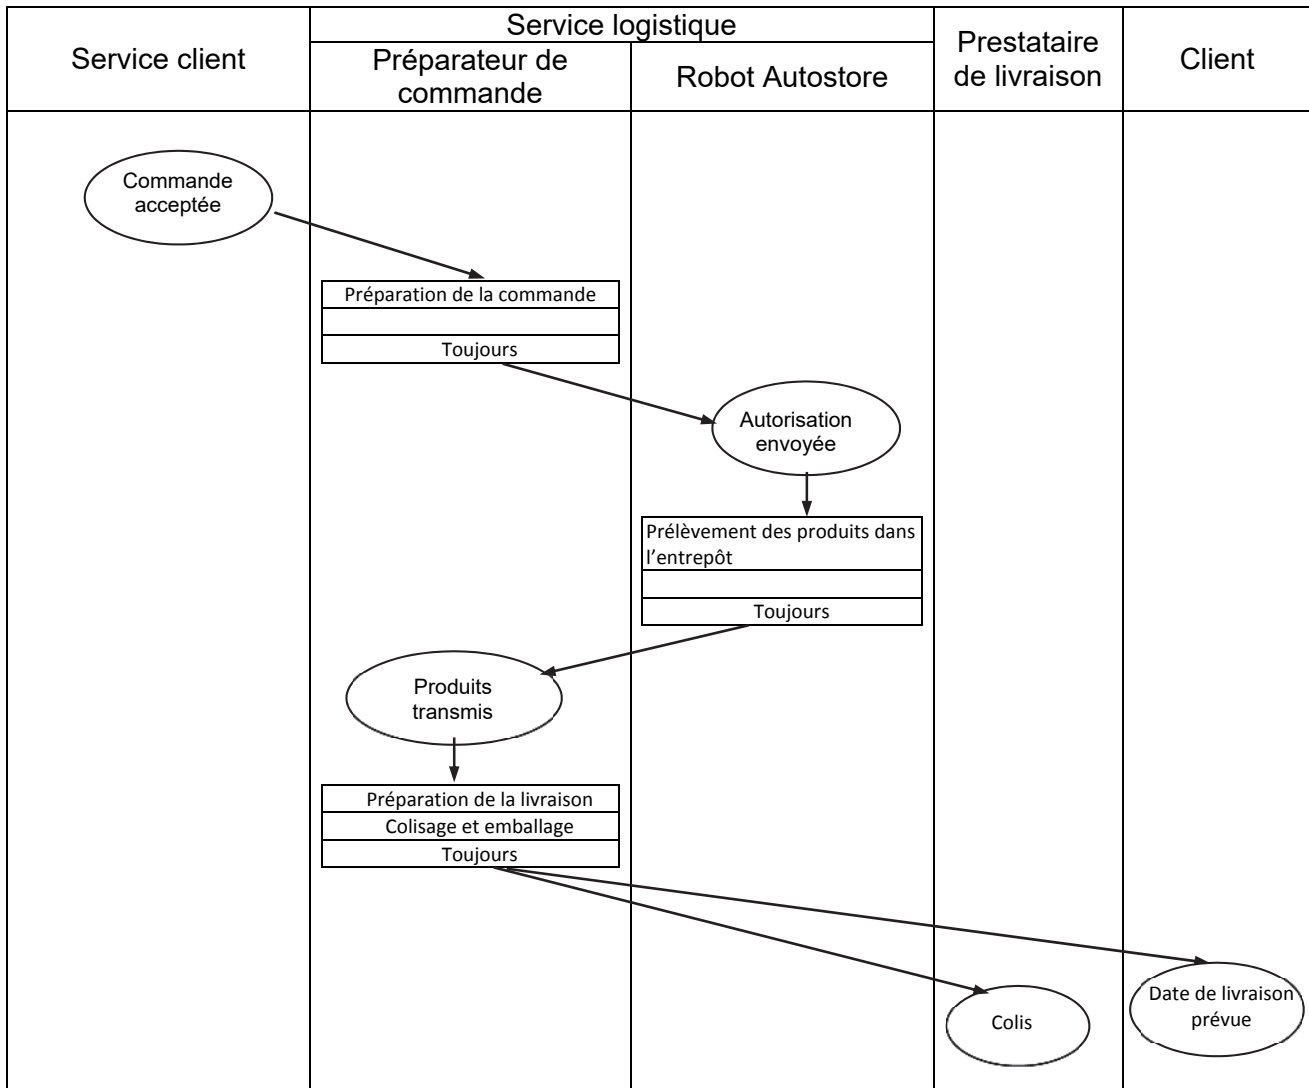 Service client
Service logistique
Préparateur de
commande
Robot Autostore
Prestataire
de livraison
Client
Commande
acceptée
Préparation de la commande
Toujours
Autorisation
envoyée
Prélèvement des produits dans
l’entrepôt
Toujours
Produits
transmis
Préparation de la livraison
Colisage et emballage
Toujours
Colis
Date de livraison
prévue